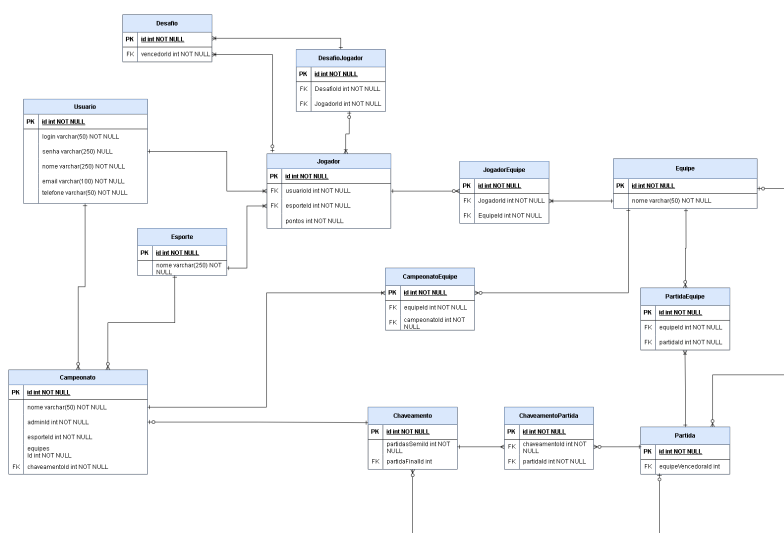 Desafio
PK id int NOT NULL
FK vencedorId int NOT NULL
DesafioJogador
PK id int NOT NULL
FK DesafioId int NOT NULL
FK JogadorId int NOT NULL
Usuario
PK id int NOT NULL
login varchar(50) NOT NULL
senha varchar(250) NULL
nome varchar(250) NOT NULL
email varchar(100) NOT NULL
telefone varchar(50) NOT NULL
Jogador
PK id int NOT NULL
FK usuarioId int NOT NULL
FK esporteId int NOT NULL
pontos int NOT NULL
JogadorEquipe
PK id int NOT NULL
FK JogadorId int NOT NULL
FK EquipeId int NOT NULL
Equipe
PK id int NOT NULL
nome varchar(50) NOT NULL
Esporte
PK id int NOT NULL
nome varchar(250) NOT
NULL
CampeonatoEquipe
PK id int NOT NULL
FK equipeId int NOT NULL
FK campeonatoId int NOT
NULL
PartidaEquipe
PK id int NOT NULL
FK equipeId int NOT NULL
FK partidaId int NOT NULL
Campeonato
PK id int NOT NULL
nome varchar(50) NOT NULL
adminId int NOT NULL
esporteId int NOT NULL
equipes
Id int NOT NULL
FK chaveamentoId int NOT NULL
Chaveamento
PK id int NOT NULL
partidasSemiId int NOT
NULL
FK partidaFinalId int
ChaveamentoPartida
PK id int NOT NULL
FK chaveamentoId int NOT
NULL
FK partidaId int NOT NULL
Partida
PK id int NOT NULL
FK equipeVencedoraId int